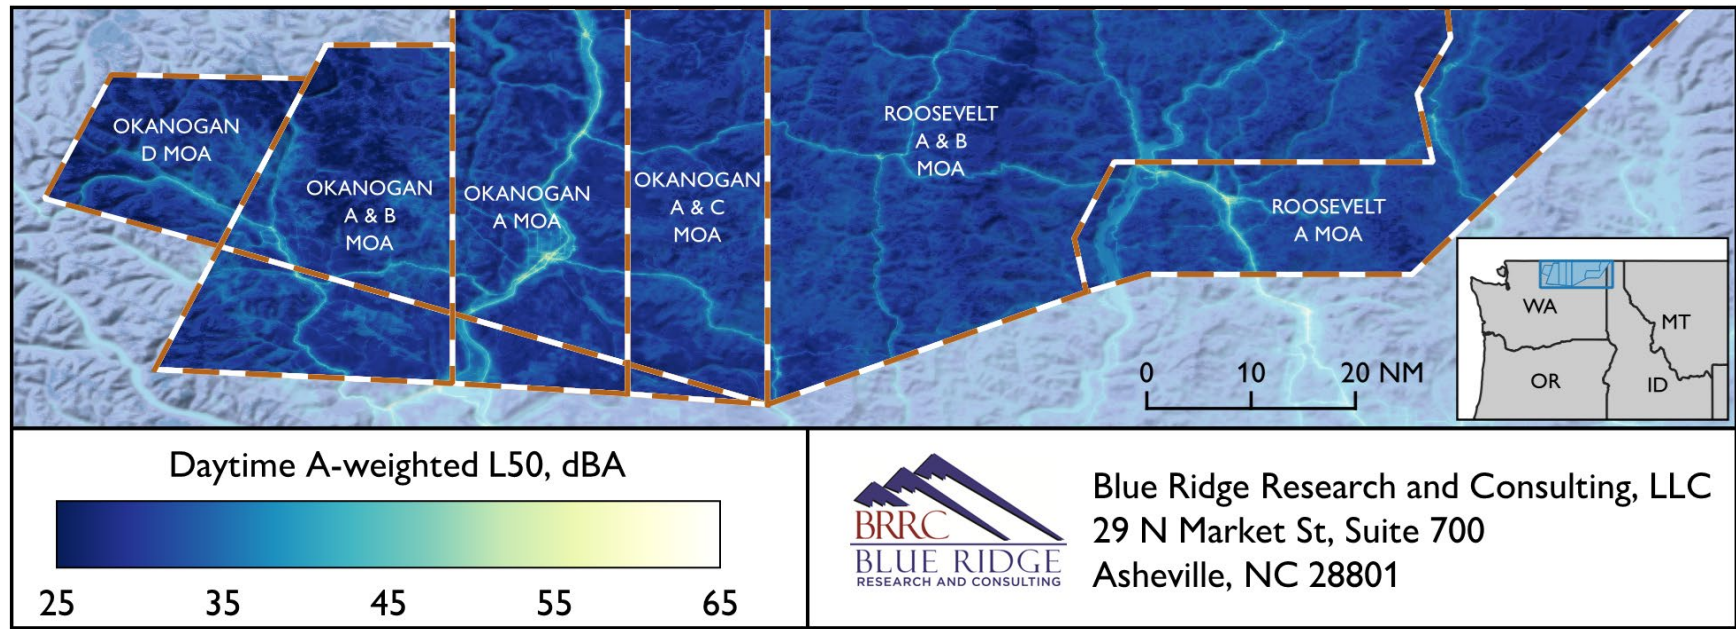 OKANOGAN
D MOA
OKANOGAN
A & B
MOA
OKANOGAN
A MOA
OKANOGAN
A & C
MOA
ROOSEVELT
A & B
MOA
ROOSEVELT
A MOA
0 10 20 NM
WA
MT
OR
ID
Daytime A-weighted L50, dBA
25 35 45 55 65
BRRC
BLUE RIDGE
RESEARCH AND CONSULTING
Blue Ridge Research and Consulting, LLC
29 N Market St, Suite 700
Asheville, NC 28801